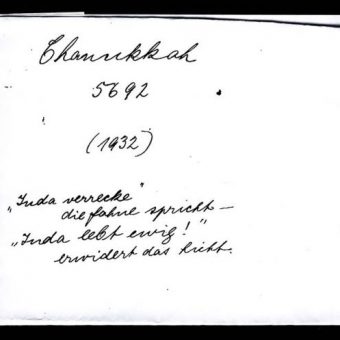 Chanukkah
5692
(1932)
„Juda verrecke"
die Fahne spricht –
„Juda lebt ewig!"
erwidert das Licht.